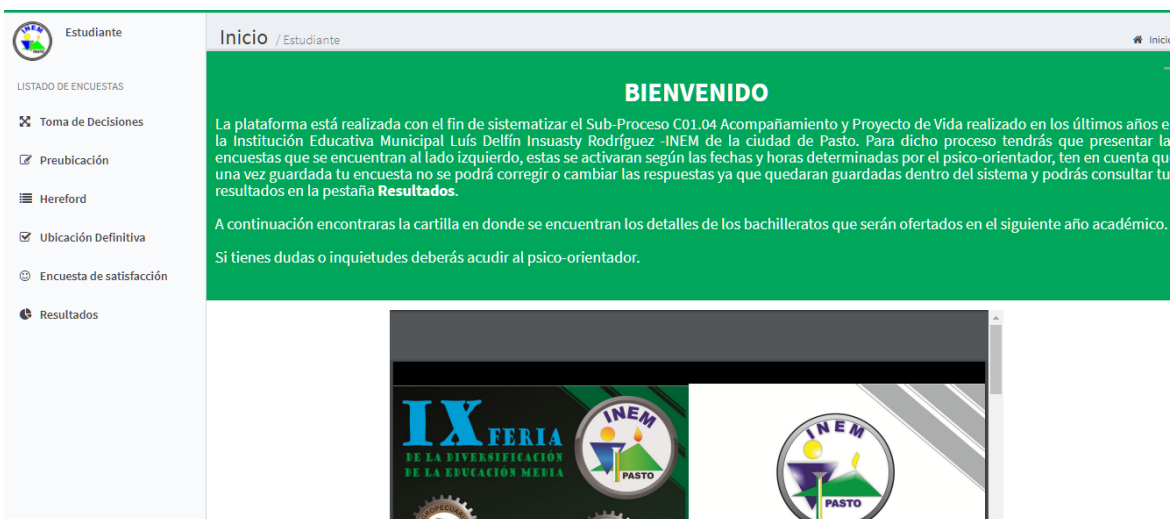 Estudiante
Inicio / Estudiante
Inicio
LISTADO DE ENCUESTAS
Toma de Decisiones
Preubicación
Hereford
Ubicación Definitiva
Encuesta de satisfacción
Resultados
BIENVENIDO
La plataforma está realizada con el fin de sistematizar el Sub-Proceso C01.04 Acompañamiento y Proyecto de Vida realizado en los últimos años e
la Institución Educativa Municipal Luís Delfín Insuasty Rodríguez -INEM de la ciudad de Pasto. Para dicho proceso tendrás que presentar la
encuestas que se encuentran al lado izquierdo, estas se activaran según las fechas y horas determinadas por el psico-orientador, ten en cuenta qu
una vez guardada tu encuesta no se podrá corregir o cambiar las respuestas ya que quedaran guardadas dentro del sistema y podrás consultar tu
resultados en la pestaña Resultados.
A continuación encontraras la cartilla en donde se encuentran los detalles de los bachilleratos que serán ofertados en el siguiente año académico.
Si tienes dudas o inquietudes deberás acudir al psico-orientador.
IX FERIA
DE LA DIVERSIFICACIÓN
DE LA EDUCACIÓN MEDIA
INEM
PASTO
INEM
PASTO